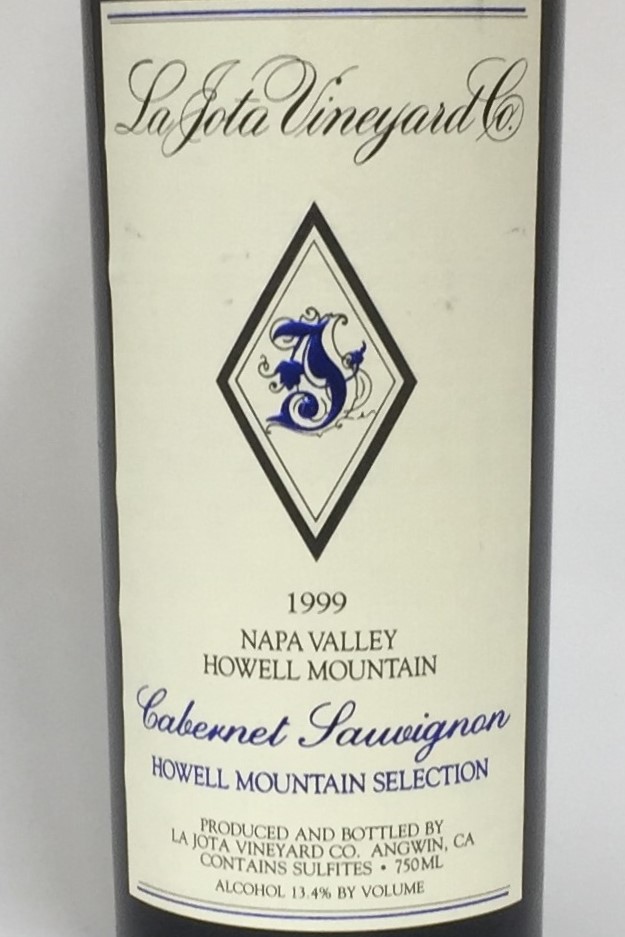 La Jota Vineyard Co.
J
1999
NAPA VALLEY
HOWELL MOUNTAIN
Cabernet Sauvignon
HOWELL MOUNTAIN SELECTION
PRODUCED AND BOTTLED BY
LA JOTA VINEYARD CO. ANGWIN, CA
CONTAINS SULFITES • 750ML
ALCOHOL 13.4% BY VOLUME